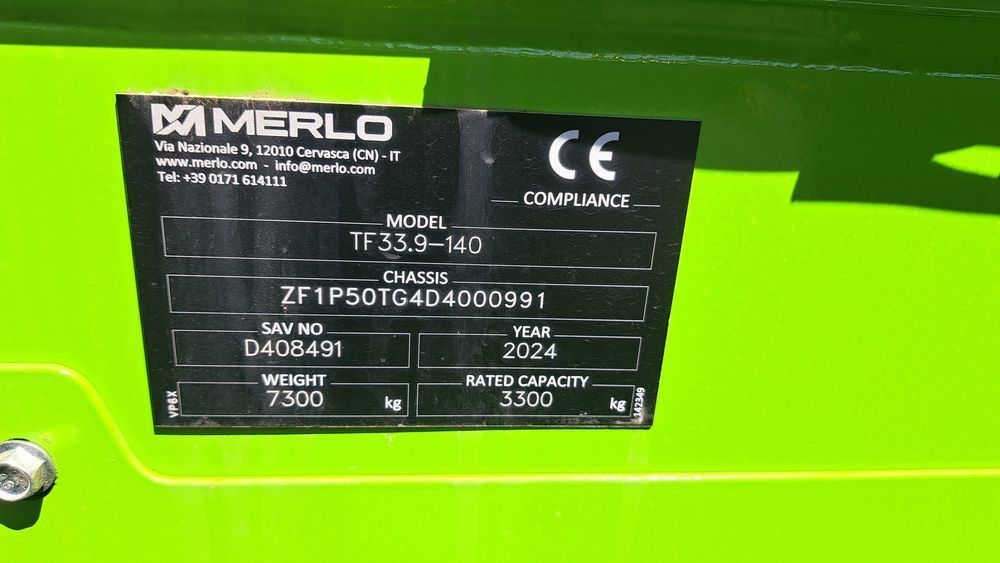 MERLO
Via Nazionale 9, 12010 Cervasca (CN) - IT
www.merlo.com - info@merlo.com
Tel: +39 0171 614111
CE
COMPLIANCE
MODEL
TF33.9-140
CHASSIS
ZF1P50TG4D4000991
SAV NO
D408491
YEAR
2024
WEIGHT
7300 kg
RATED CAPACITY
3300 kg
VP6X
142349